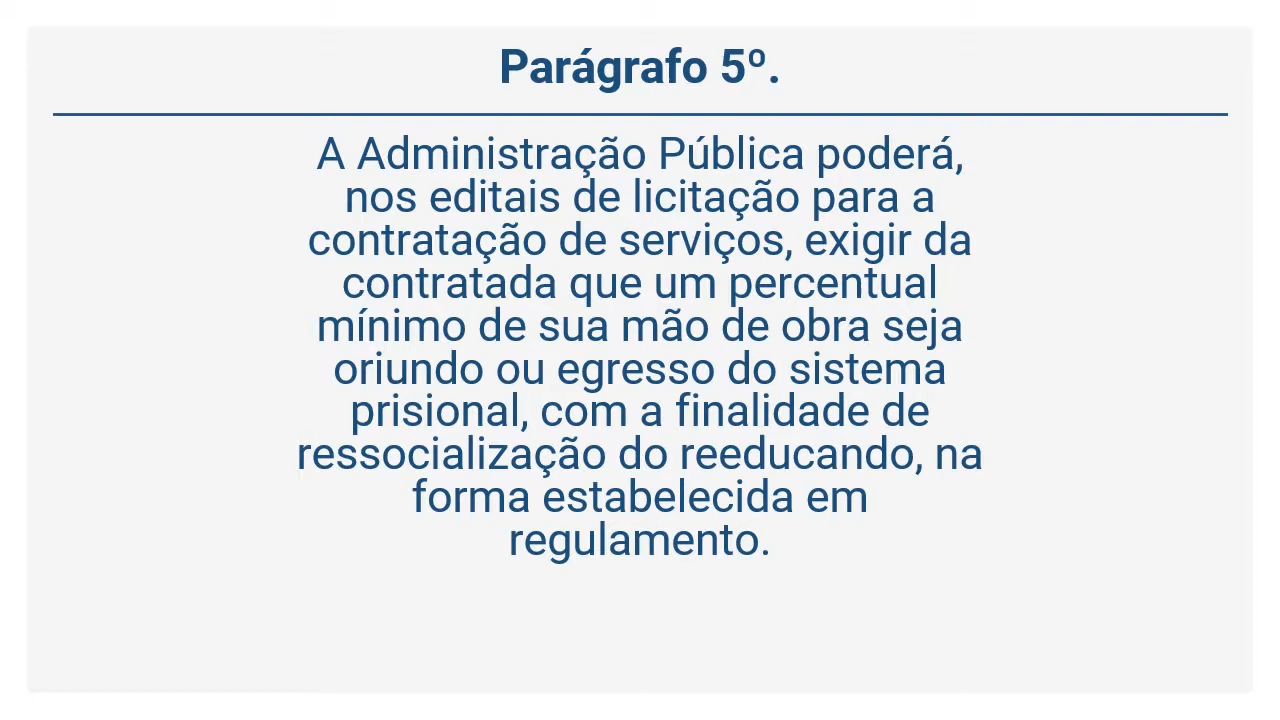 Parágrafo 5º.
A Administração Pública poderá,
nos editais de licitação para a
contratação de serviços, exigir da
contratada que um percentual
mínimo de sua mão de obra seja
oriundo ou egresso do sistema
prisional, com a finalidade de
ressocialização do reeducando, na
forma estabelecida em
regulamento.